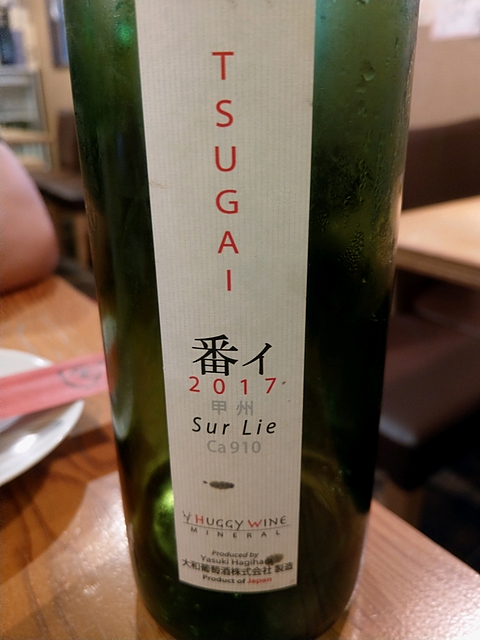 TSUGAI
番イ
2017
甲州
Sur Lie
Ca910
HUGGY WINE
MINERAL
Produced by
Yasuki
大和葡萄酒株式会社 製造
Product of Japan